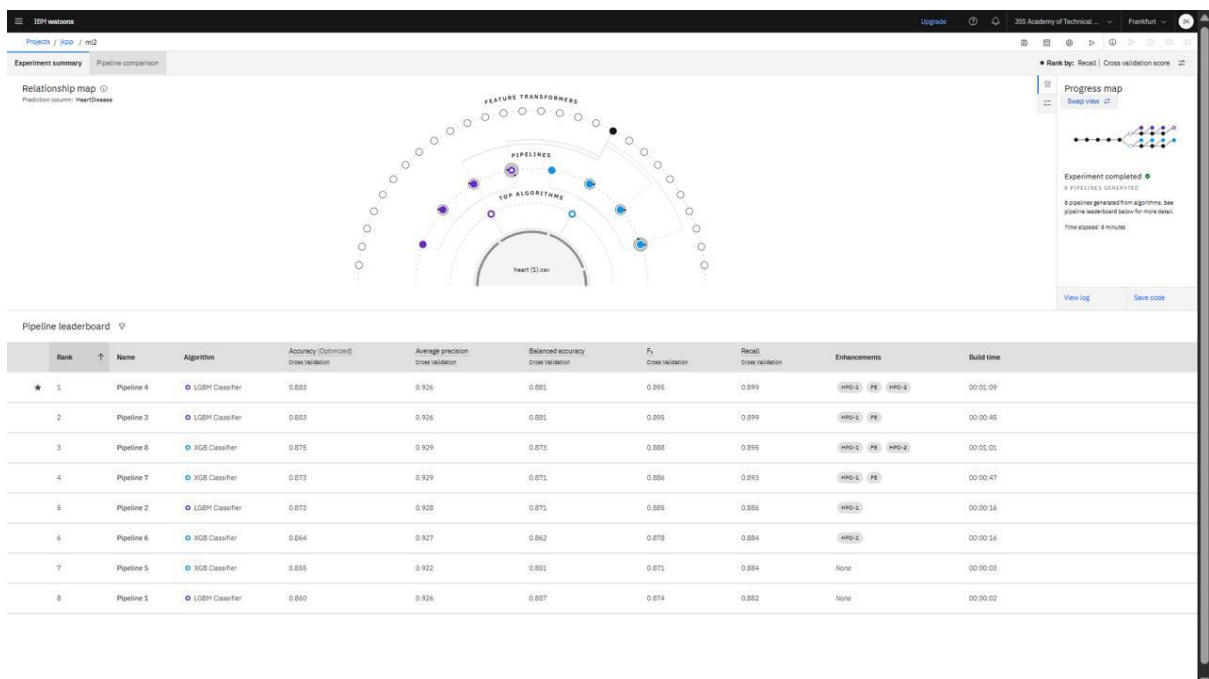 IBM watsonx
Upgrade
JSS Academy of Technical ...
Frankfurt
JK
Projects / jkpp / ml2
Experiment summary
Pipeline comparison
★ Rank by: Recall | Cross validation score
Relationship map
Prediction column: HeartDisease
FEATURE TRANSFORMERS
PIPELINES
TOP ALGORITHMS
heart (1).csv
Progress map
Swap view
Experiment completed
8 PIPELINES GENERATED
8 pipelines generated from algorithms. See
pipeline leaderboard below for more detail.
Time elapsed: 6 minutes
View log
Save code
Pipeline leaderboard
Rank ↑ Name Algorithm Accuracy (Optimized) Cross Validation Average precision Cross Validation Balanced accuracy Cross Validation F₁ Cross Validation Recall Cross Validation Enhancements Build time
★ 1 Pipeline 4 LGBM Classifier 0.883 0.926 0.881 0.895 0.899 HPO-1 FE HPO-2 00:01:09
2 Pipeline 3 LGBM Classifier 0.883 0.926 0.881 0.895 0.899 HPO-1 FE 00:00:45
3 Pipeline 8 XGB Classifier 0.875 0.929 0.873 0.888 0.895 HPO-1 FE HPO-2 00:01:01
4 Pipeline 7 XGB Classifier 0.873 0.929 0.871 0.886 0.893 HPO-1 FE 00:00:47
5 Pipeline 2 LGBM Classifier 0.873 0.928 0.871 0.885 0.886 HPO-1 00:00:16
6 Pipeline 6 XGB Classifier 0.864 0.927 0.862 0.878 0.884 HPO-1 00:00:16
7 Pipeline 5 XGB Classifier 0.855 0.922 0.851 0.871 0.884 None 00:00:03
8 Pipeline 1 LGBM Classifier 0.860 0.926 0.857 0.874 0.882 None 00:00:02